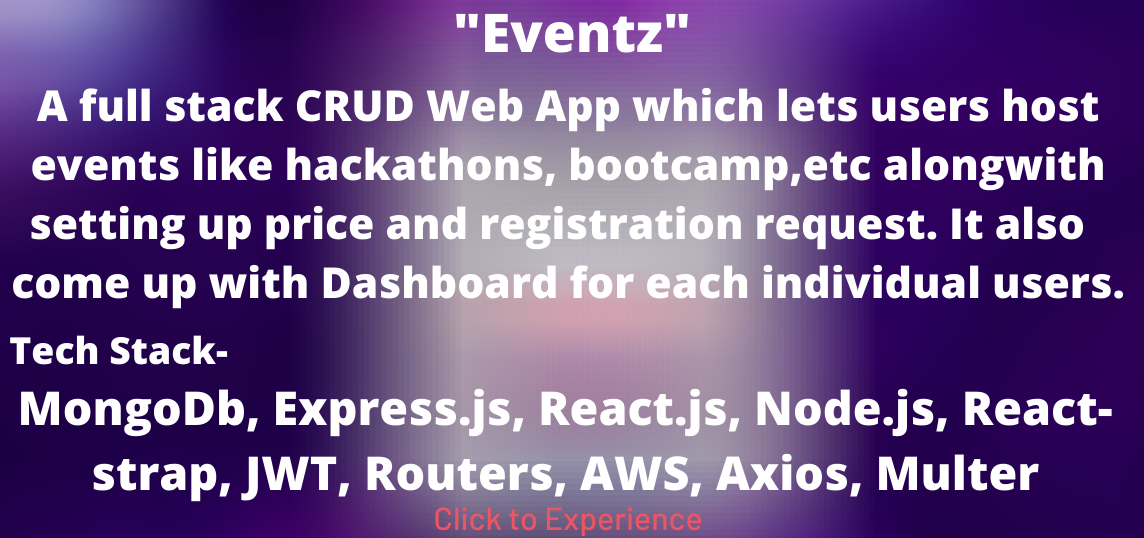 "Eventz"
A full stack CRUD Web App which lets users host
events like hackathons, bootcamp,etc alongwith
setting up price and registration request. It also
come up with Dashboard for each individual users.
Tech Stack-
MongoDb, Express.js, React.js, Node.js, React-
strap, JWT, Routers, AWS, Axios, Multer
Click to Experience